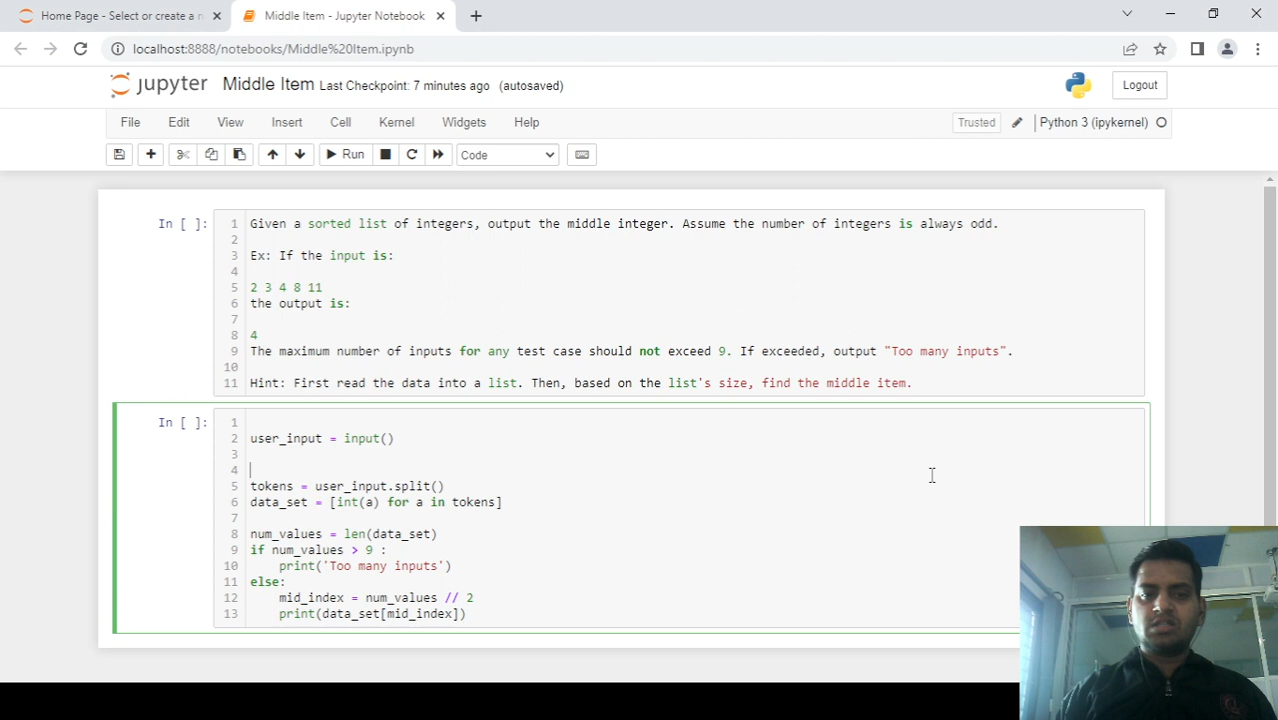 Home Page - Select or create a n
Middle Item - Jupyter Notebook
localhost:8888/notebooks/Middle%20Item.ipynb
jupyter Middle Item Last Checkpoint: 7 minutes ago (autosaved)
Logout
File Edit View Insert Cell Kernel Widgets Help
Trusted Python 3 (ipykernel)
Run Code
In [ ]:
1 Given a sorted list of integers, output the middle integer. Assume the number of integers is always odd.
2
3 Ex: If the input is:
4
5 2 3 4 8 11
6 the output is:
7
8 4
9 The maximum number of inputs for any test case should not exceed 9. If exceeded, output "Too many inputs".
10
11 Hint: First read the data into a list. Then, based on the list's size, find the middle item.
In [ ]:
1
2 user_input = input()
3
4
5 tokens = user_input.split()
6 data_set = [int(a) for a in tokens]
7
8 num_values = len(data_set)
9 if num_values > 9 :
10 print('Too many inputs')
11 else:
12 mid_index = num_values // 2
13 print(data_set[mid_index])